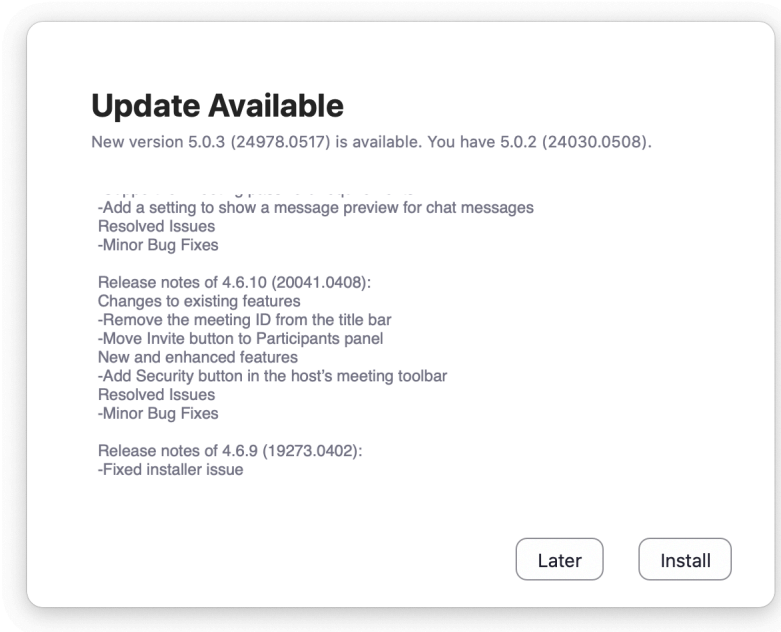 Update Available
New version 5.0.3 (24978.0517) is available. You have 5.0.2 (24030.0508).
-Add a setting to show a message preview for chat messages
Resolved Issues
-Minor Bug Fixes
Release notes of 4.6.10 (20041.0408):
Changes to existing features
-Remove the meeting ID from the title bar
-Move Invite button to Participants panel
New and enhanced features
-Add Security button in the host's meeting toolbar
Resolved Issues
-Minor Bug Fixes
Release notes of 4.6.9 (19273.0402):
-Fixed installer issue
Later
Install